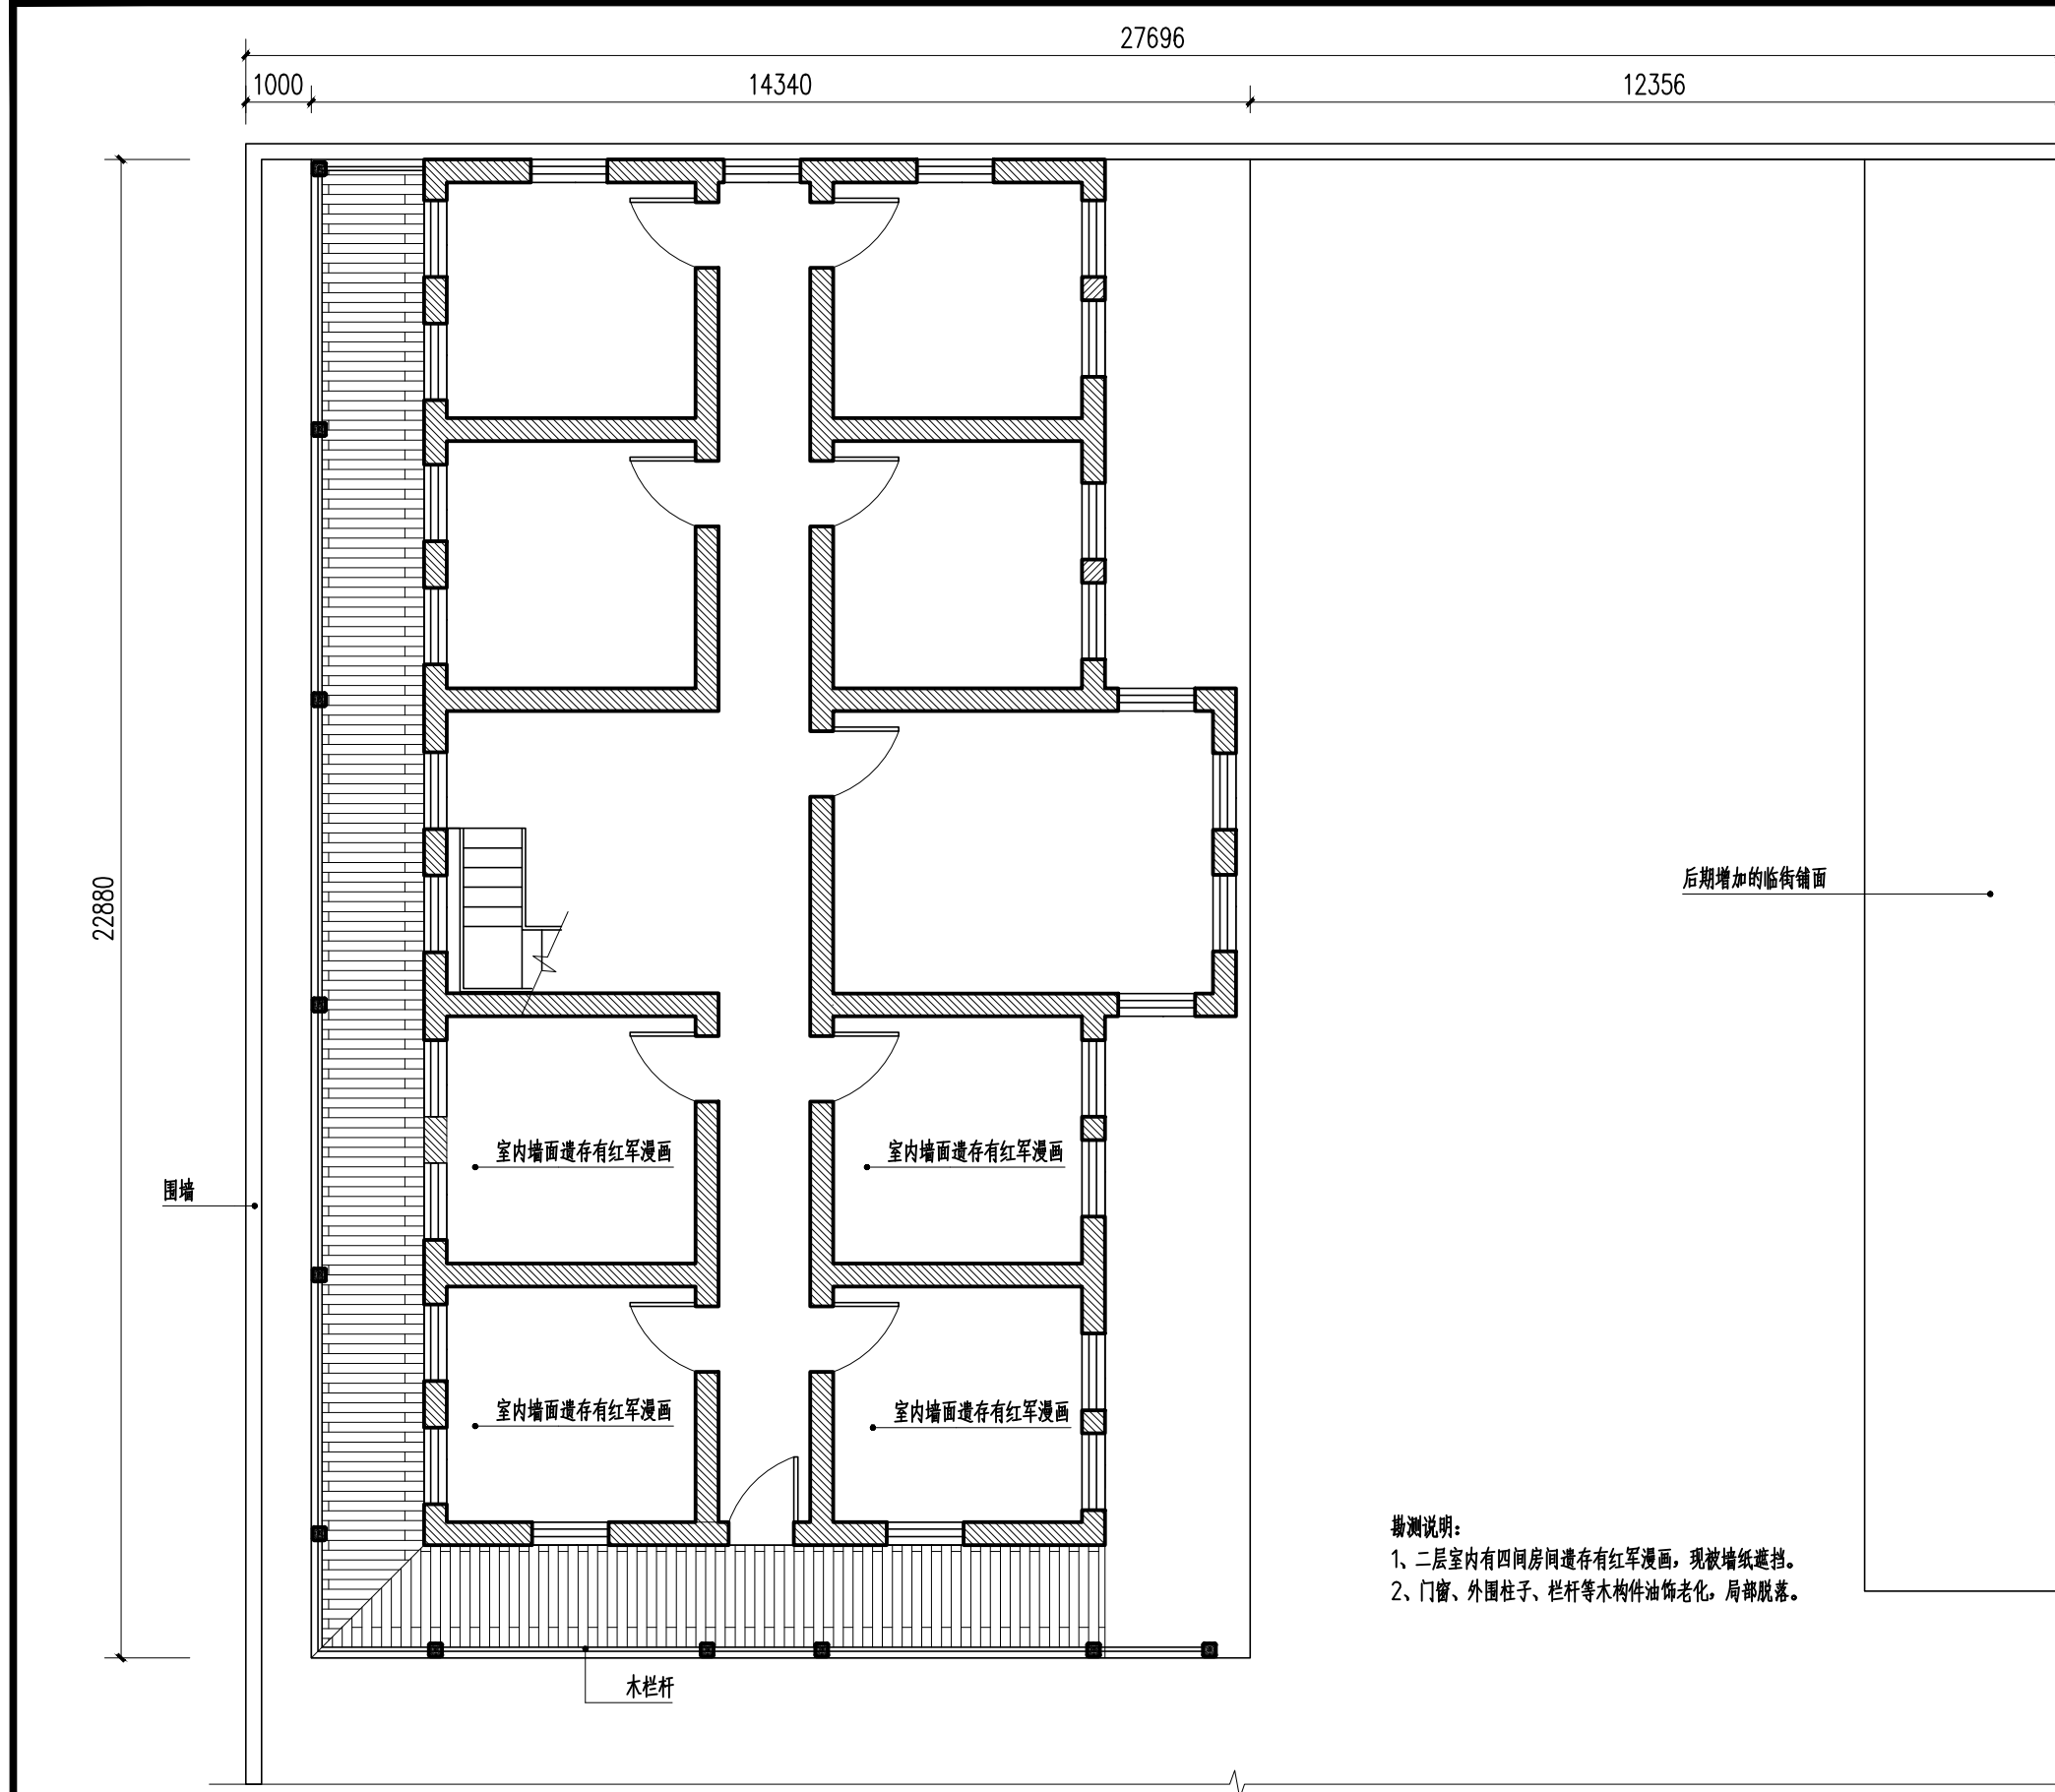 27696
1000
14340
12356
22880
后期增加的临街铺面
室内墙面遗存有红军漫画
室内墙面遗存有红军漫画
围墙
室内墙面遗存有红军漫画
室内墙面遗存有红军漫画
勘测说明：
1、二层室内有四间房间遗存有红军漫画，现被墙纸遮挡。
2、门窗、外围柱子、栏杆等木构件油饰老化，局部脱落。
木栏杆